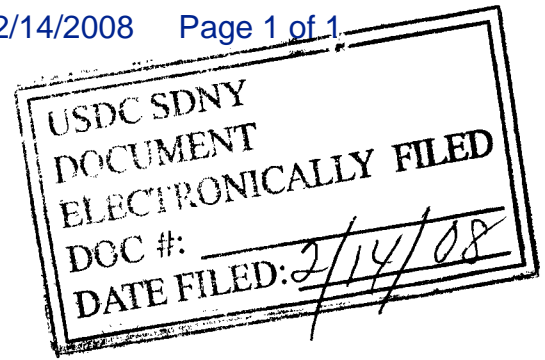 2/14/2008 Page 1 of 1
USDC SDNY
DOCUMENT
ELECTRONICALLY FILED
DOC #:
DATE FILED: 2/14/08